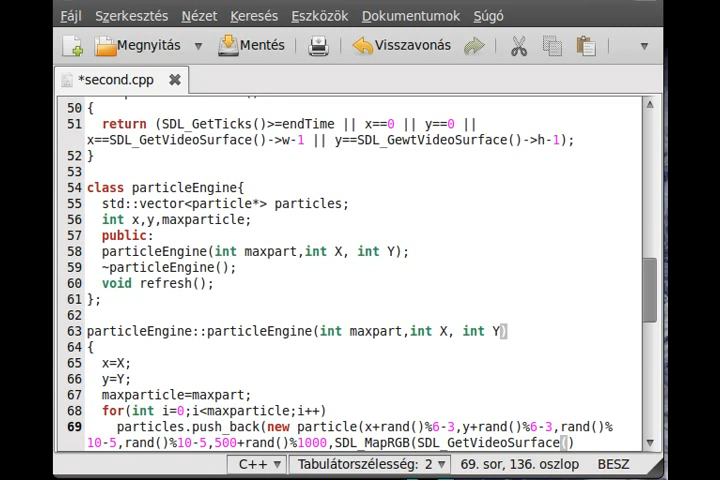 Fájl Szerkesztés Nézet Keresés Eszközök Dokumentumok Súgó
Megnyitás Mentés Visszavonás
*second.cpp
50 {
51 return (SDL_GetTicks()>=endTime || x==0 || y==0 ||
x==SDL_GetVideoSurface()->w-1 || y==SDL_GewtVideoSurface()->h-1);
52 }
53
54 class particleEngine{
55 std::vector<particle*> particles;
56 int x,y,maxparticle;
57 public:
58 particleEngine(int maxpart,int X, int Y);
59 ~particleEngine();
60 void refresh();
61 };
62
63 particleEngine::particleEngine(int maxpart,int X, int Y)
64 {
65 x=X;
66 y=Y;
67 maxparticle=maxpart;
68 for(int i=0;i<maxparticle;i++)
69 particles.push_back(new particle(x+rand()%6-3,y+rand()%6-3,rand()%
10-5,rand()%10-5,500+rand()%1000,SDL_MapRGB(SDL_GetVideoSurface()
C++ Tabulátorszélesség: 2 69. sor, 136. oszlop BESZ